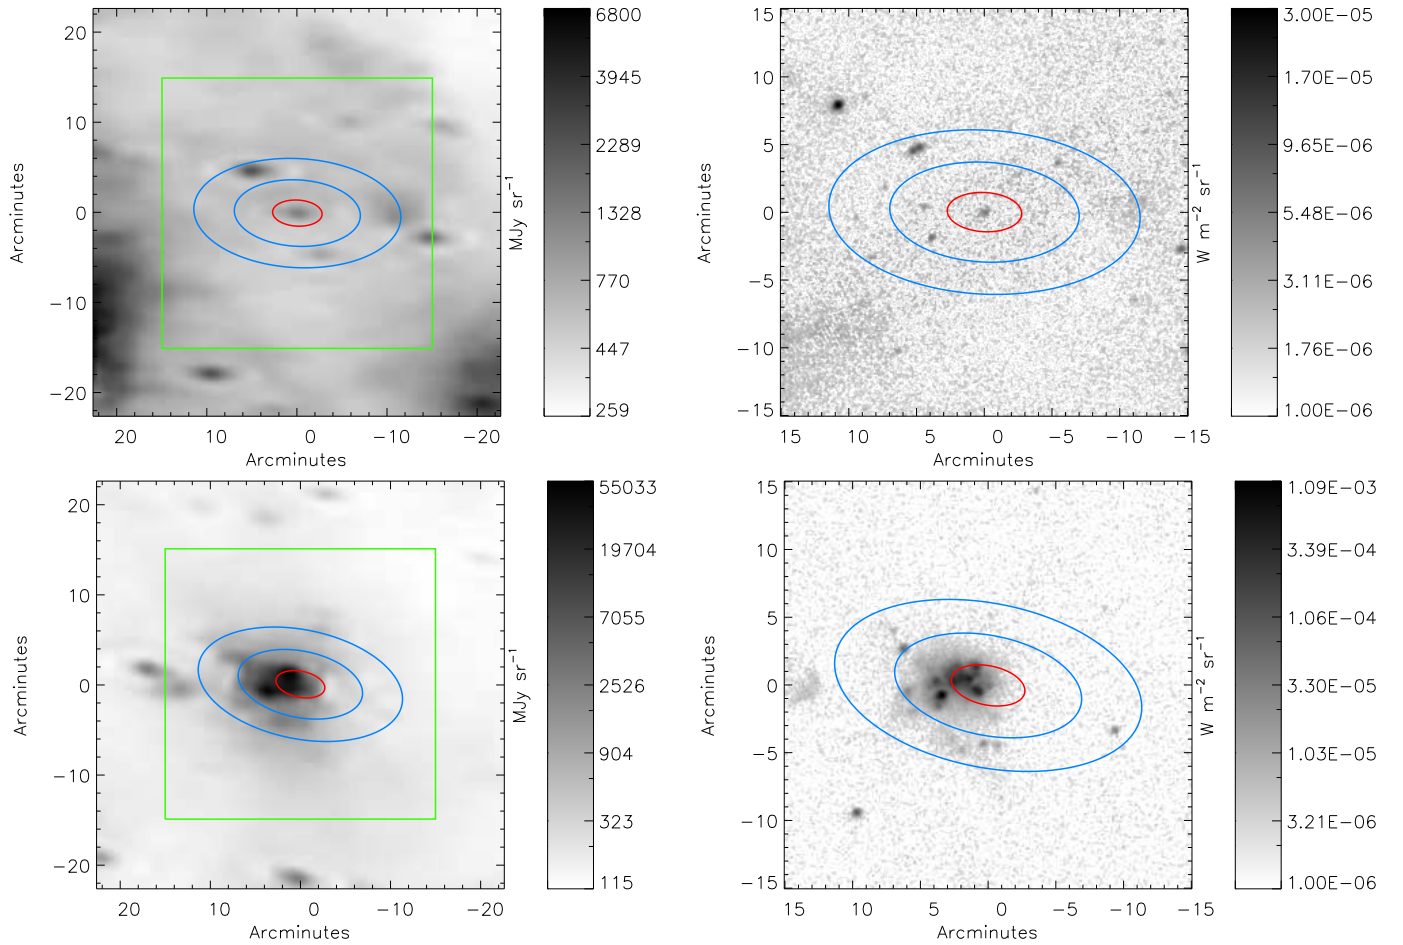 20
10
0
−10
−20
Arcminutes
20 10 0 −10 −20
Arcminutes
6800
3945
2289
1328
770
447
259
MJy sr−1
15
10
5
0
−5
−10
−15
Arcminutes
15 10 5 0 −5 −10 −15
Arcminutes
3.00E−05
1.70E−05
9.65E−06
5.48E−06
3.11E−06
1.76E−06
1.00E−06
W m−2 sr−1
20
10
0
−10
−20
Arcminutes
20 10 0 −10 −20
Arcminutes
55033
19704
7055
2526
904
323
115
MJy sr−1
15
10
5
0
−5
−10
−15
Arcminutes
15 10 5 0 −5 −10 −15
Arcminutes
1.09E−03
3.39E−04
1.06E−04
3.30E−05
1.03E−05
3.21E−06
1.00E−06
W m−2 sr−1